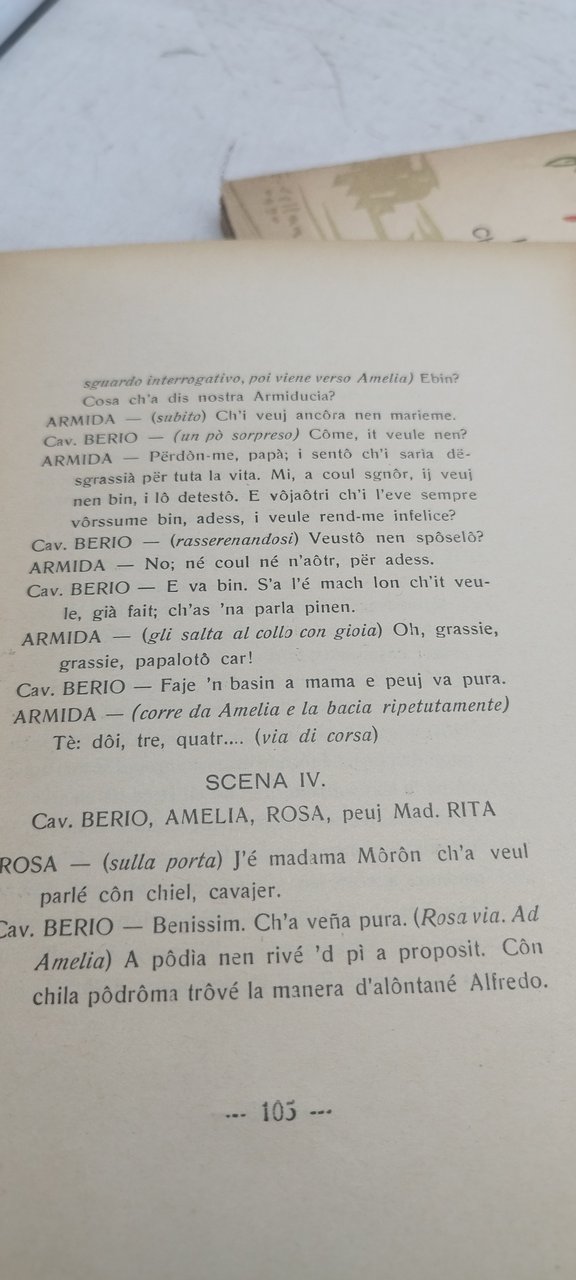 sguardo interrogativo, poi viene verso Amelia) Ebin?
Cosa ch'a dis nostra Armiducia?
ARMIDA — (subito) Ch'i veuj ancôra nen marieme.
Cav. BERIO — (un pò sorpreso) Côme, it veule nen?
ARMIDA — Përdôn-me, papà; i sentô ch'i saria dë-
sgrassià për tuta la vita. Mi, a coul sgnôr, ij veuj
nen bin, i lô detestô. E vôjaôtri ch'i l'eve sempre
vôrssume bin, adess, i veule rend-me infelice?
Cav. BERIO — (rasserenandosi) Veustô nen spôselô?
ARMIDA — No; né coul né n'aôtr, për adess.
Cav. BERIO — E va bin. S'a l'é mach lon ch'it veu-
le, già fait; ch'as 'na parla pinen.
ARMIDA — (gli salta al collo con gioia) Oh, grassie,
grassie, papalotô car!
Cav. BERIO — Faje 'n basin a mama e peuj va pura.
ARMIDA — (corre da Amelia e la bacia ripetutamente)
Tè: dôi, tre, quatr.... (via di corsa)
SCENA IV.
Cav. BERIO, AMELIA, ROSA, peuj Mad. RITA
ROSA — (sulla porta) J'é madama Môrôn ch'a veul
parlé côn chiel, cavajer.
Cav. BERIO — Benissim. Ch'a veña pura. (Rosa via. Ad
Amelia) A pôdìa nen rivé 'd pì a proposit. Côn
chila pôdrôma trôvé la manera d'alôntané Alfredo.
--- 105 ---